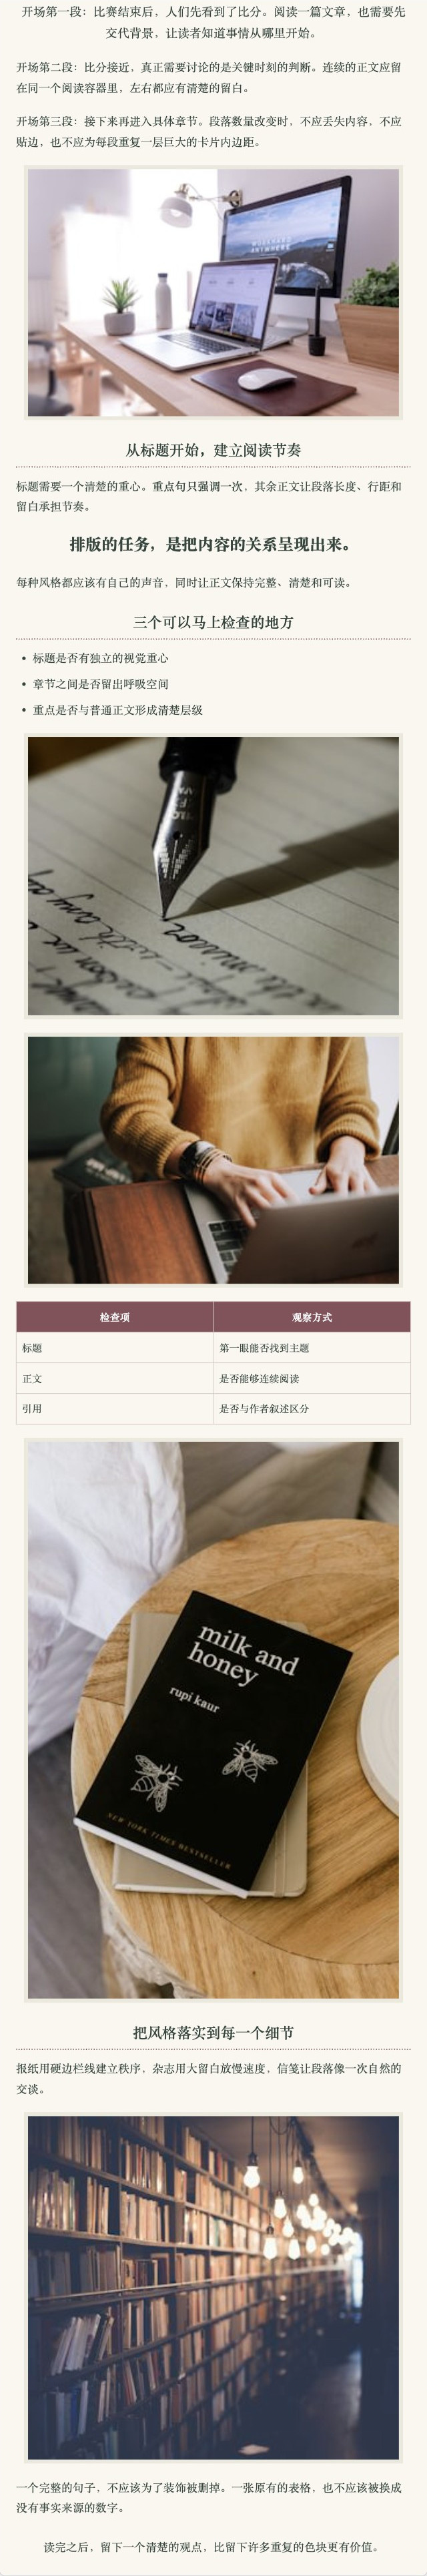 开场第一段：比赛结束后，人们先看到了比分。阅读一篇文章，也需要先
交代背景，让读者知道事情从哪里开始。
开场第二段：比分接近，真正需要讨论的是关键时刻的判断。连续的正文应留
在同一个阅读容器里，左右都应有清楚的留白。
开场第三段：接下来再进入具体章节。段落数量改变时，不应丢失内容，不应
贴边，也不应为每段重复一层巨大的卡片内边距。
从标题开始，建立阅读节奏
标题需要一个清楚的重心。重点句只强调一次，其余正文让段落长度、行距和
留白承担节奏。
排版的任务，是把内容的关系呈现出来。
每种风格都应该有自己的声音，同时让正文保持完整、清楚和可读。
三个可以马上检查的地方
• 标题是否有独立的视觉重心
• 章节之间是否留出呼吸空间
• 重点是否与普通正文形成清楚层级
检查项 观察方式
标题 第一眼能否找到主题
正文 是否能够连续阅读
引用 是否与作者叙述区分
milk and
honey
rupi kaur
NEW YORK TIMES BESTSELLER
把风格落实到每一个细节
报纸用硬边栏线建立秩序，杂志用大留白放慢速度，信笺让段落像一次自然的
交谈。
一个完整的句子，不应该为了装饰被删掉。一张原有的表格，也不应该被换成
没有事实来源的数字。
读完之后，留下一个清楚的观点，比留下许多重复的色块更有价值。